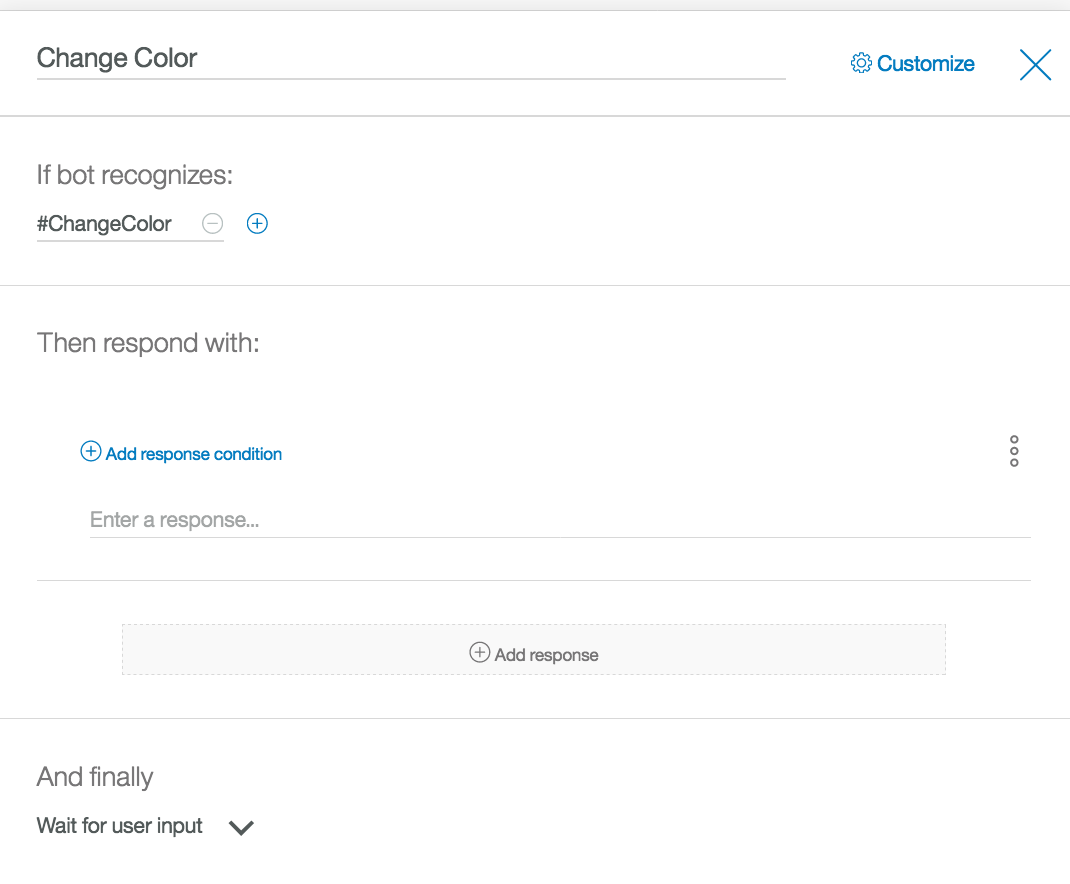 Change Color
Customize
If bot recognizes:
#ChangeColor
Then respond with:
Add response condition
Enter a response...
Add response
And finally
Wait for user input